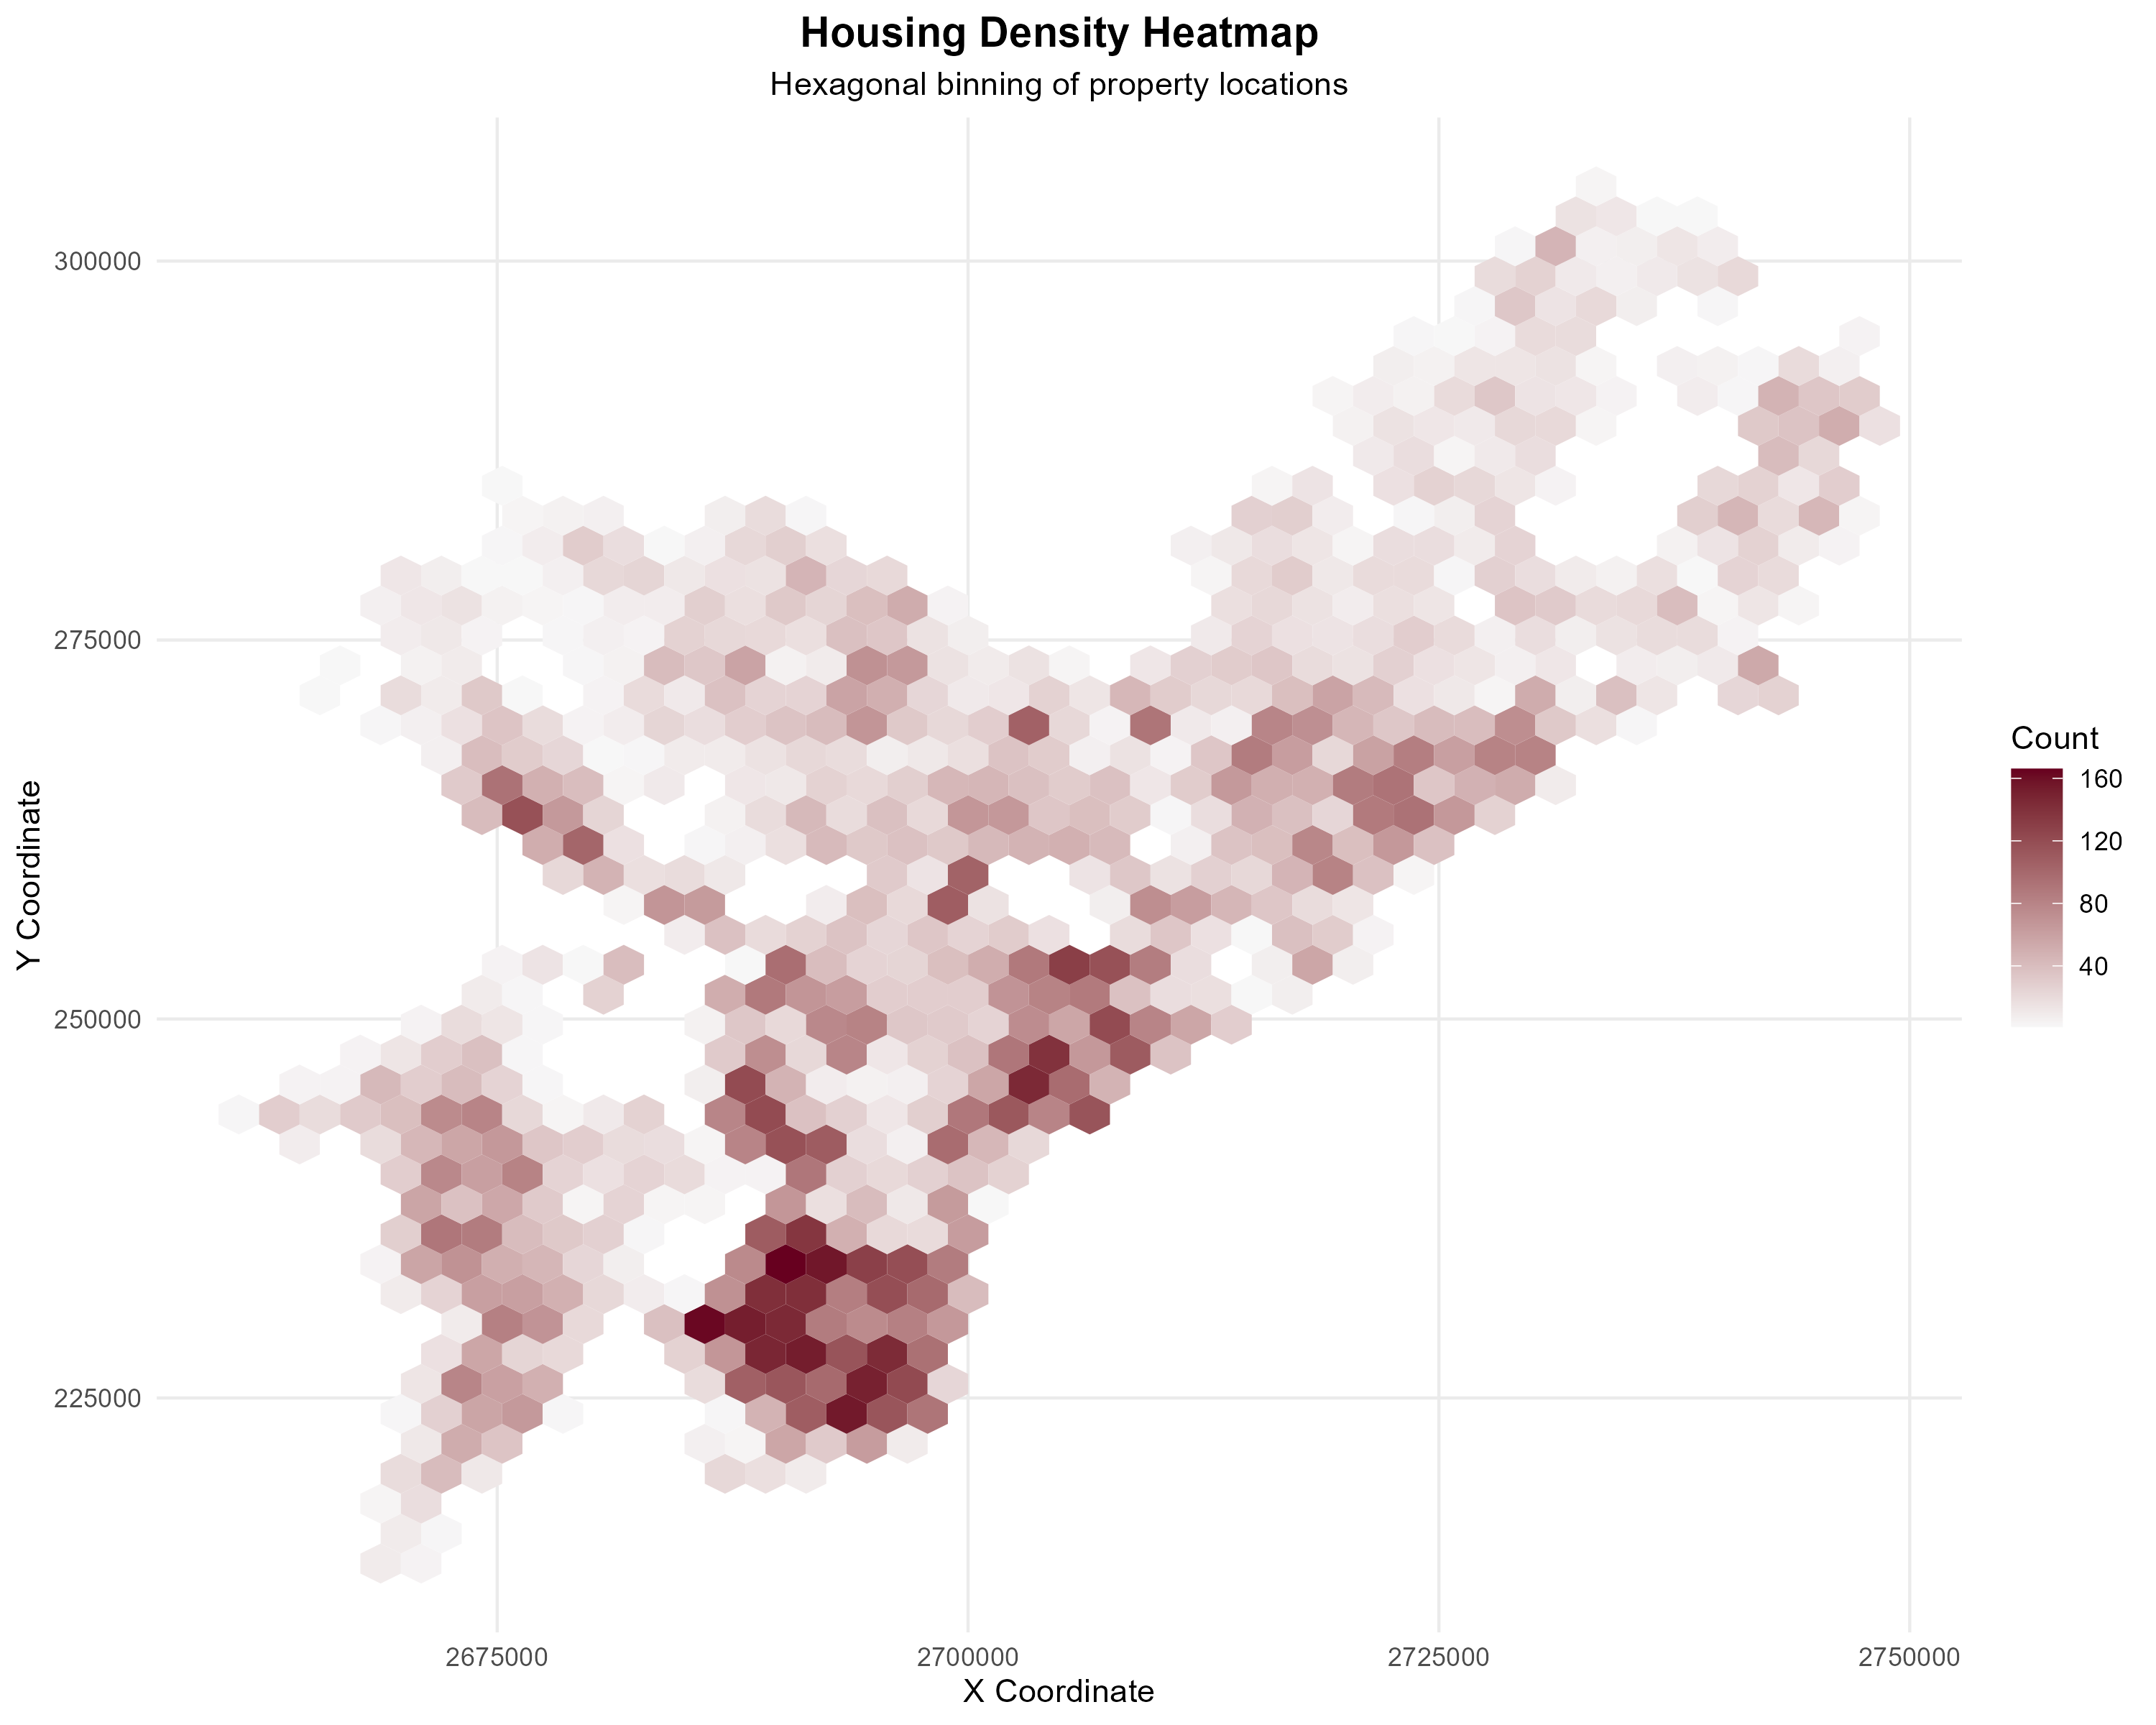 Housing Density Heatmap
Hexagonal binning of property locations
300000
275000
250000
225000
Y Coordinate
2675000
2700000
2725000
2750000
X Coordinate
Count
160
120
80
40